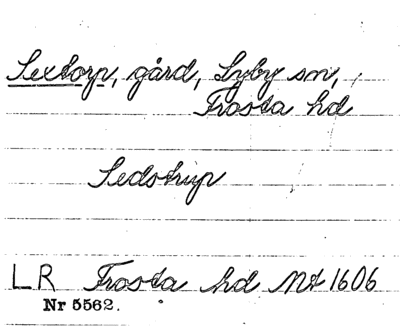 Sextorp, gård, Lyby sn,
Frosta hd
Sedstrup
LR Frosta hd Nr 1606
Nr 5562.